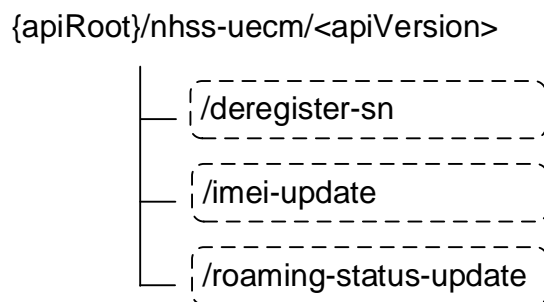 {apiRoot}/nhss-uecm/<apiVersion>
/deregister-sn
/imei-update
/roaming-status-update